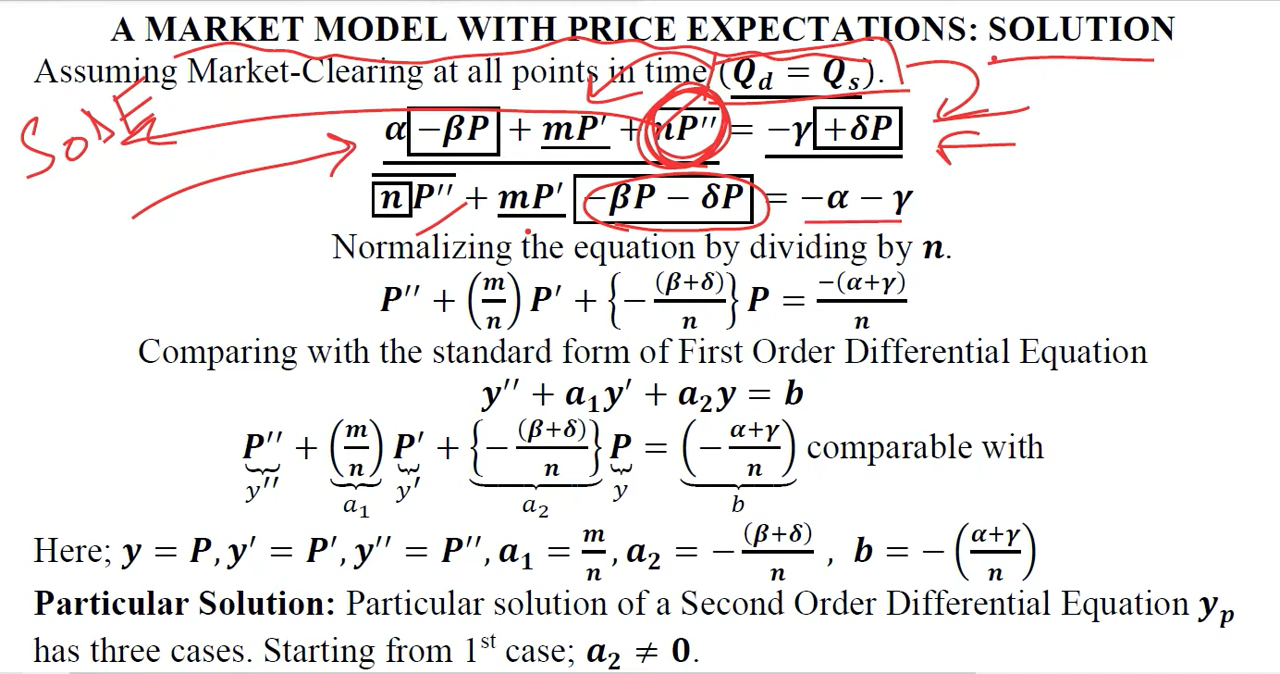 A MARKET MODEL WITH PRICE EXPECTATIONS: SOLUTION
Assuming Market-Clearing at all points in time (Q_d = Q_s).
SoDE
α −βP + mP′ + nP′′ = −γ +δP
nP′′ + mP′ −βP − δP = −α − γ
Normalizing the equation by dividing by n.
P′′ + (m/n) P′ + {−(β+δ)/n} P = −(α+γ)/n
Comparing with the standard form of First Order Differential Equation
y′′ + a₁y′ + a₂y = b
P′′ + (m/n) P′ + {−(β+δ)/n} P = (−α+γ/n) comparable with
y′′ a₁ y′ a₂ y b
Here; y = P, y′ = P′, y′′ = P′′, a₁ = m/n, a₂ = −(β+δ)/n , b = −(α+γ/n)
Particular Solution: Particular solution of a Second Order Differential Equation y_p
has three cases. Starting from 1st case; a₂ ≠ 0.